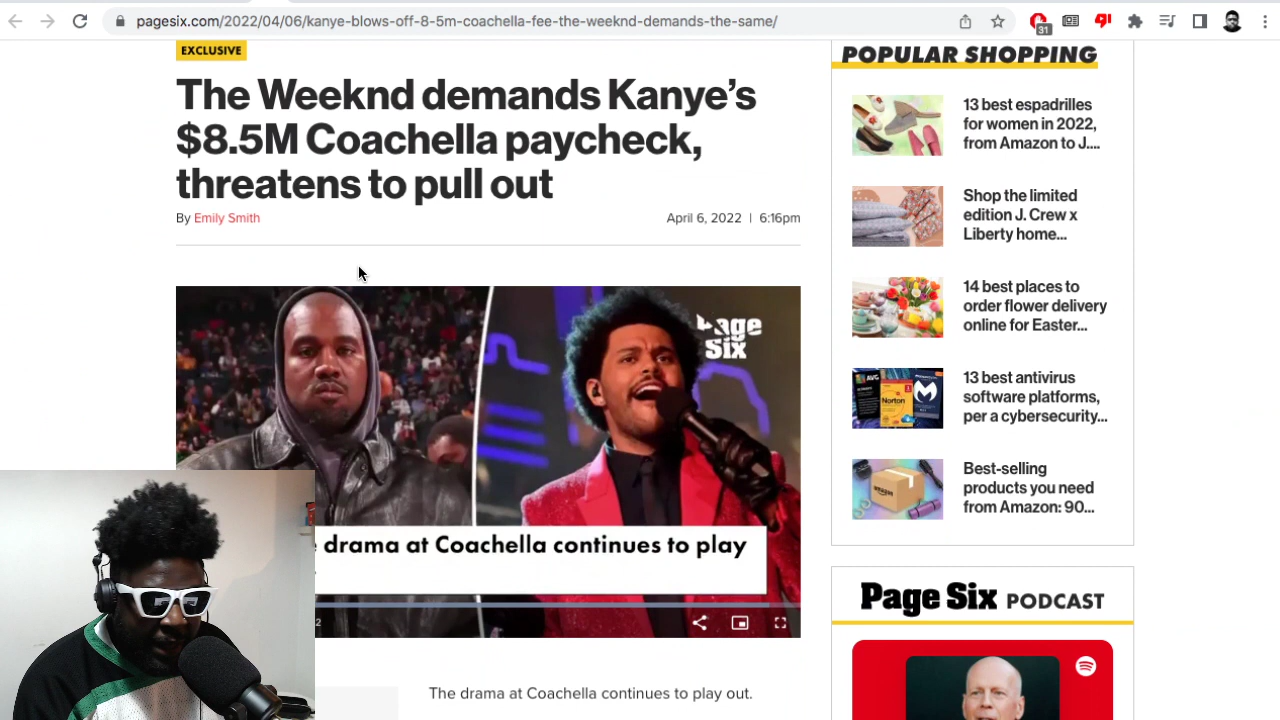 pagesix.com/2022/04/06/kanye-blows-off-8-5m-coachella-fee-the-weeknd-demands-the-same/
31
EXCLUSIVE
The Weeknd demands Kanye’s
$8.5M Coachella paycheck,
threatens to pull out
By Emily Smith
April 6, 2022 | 6:16pm
Page
Six
drama at Coachella continues to play
2
The drama at Coachella continues to play out.
POPULAR SHOPPING
13 best espadrilles
for women in 2022,
from Amazon to J....
Shop the limited
edition J. Crew x
Liberty home...
14 best places to
order flower delivery
online for Easter...
AVG
Norton
13 best antivirus
software platforms,
per a cybersecurity...
amazon
Best-selling
products you need
from Amazon: 90...
Page Six PODCAST